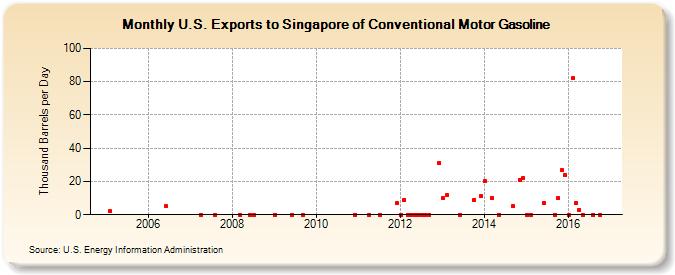 Monthly U.S. Exports to Singapore of Conventional Motor Gasoline
Thousand Barrels per Day
100
80
60
40
20
0
2006 2008 2010 2012 2014 2016
Source: U.S. Energy Information Administration